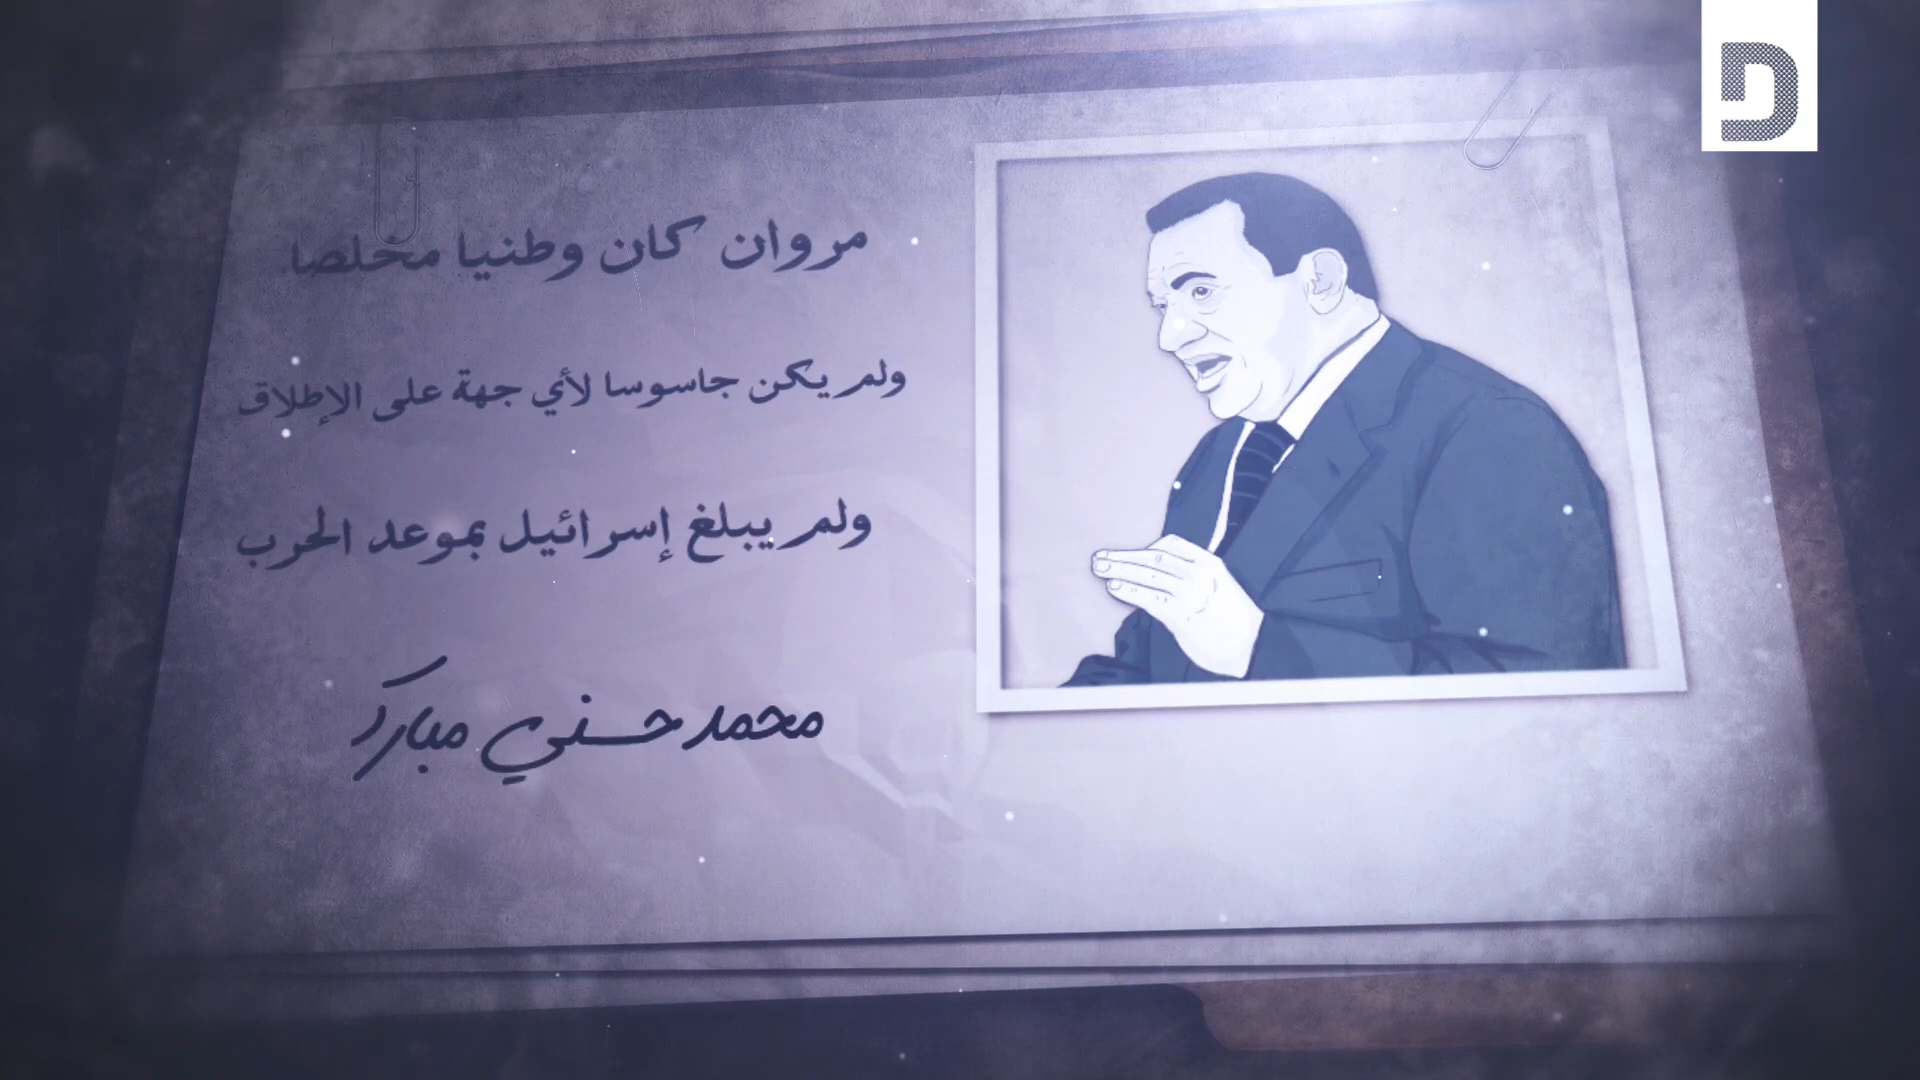 مروان كان وطنيا مخلصا
ولم يكن جاسوسا لأي جهة على الإطلاق
ولم يبلغ إسرائيل بموعد الحرب
محمد حسني مبارك